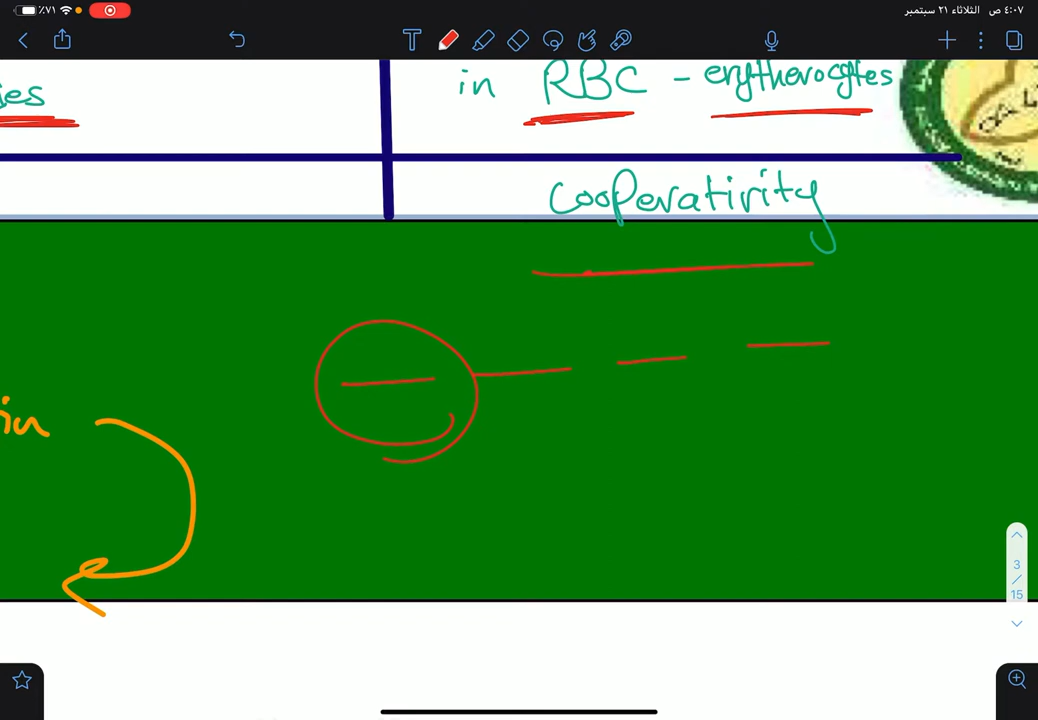 ٤:٠٧ ص الثلاثاء ٢١ سبتمبر
٪٧١
T
in RBC - erytherocytes
ies
cooperativity
in
3
/
15